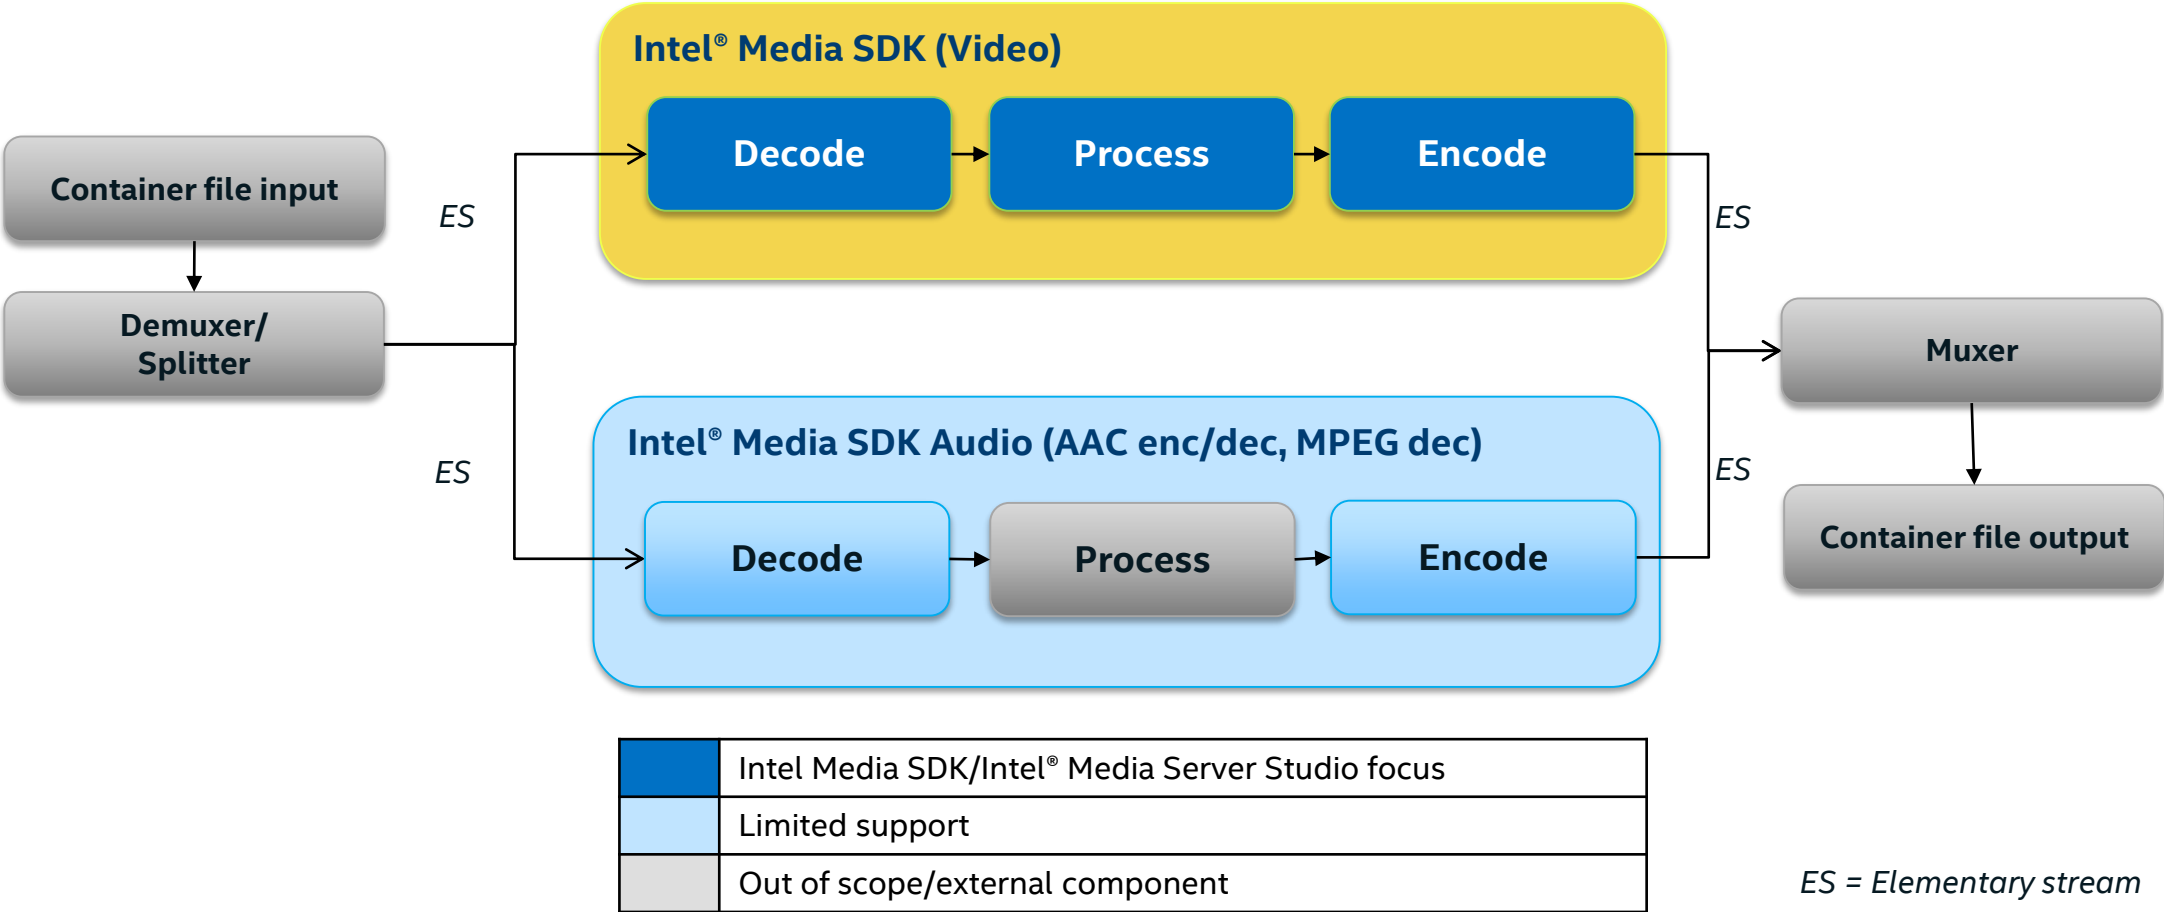 Intel® Media SDK (Video)
Decode
Process
Encode
Container file input
ES
ES
Demuxer/
Splitter
Muxer
Intel® Media SDK Audio (AAC enc/dec, MPEG dec)
ES
ES
Decode
Process
Encode
Container file output
Intel Media SDK/Intel® Media Server Studio focus
Limited support
Out of scope/external component
ES = Elementary stream